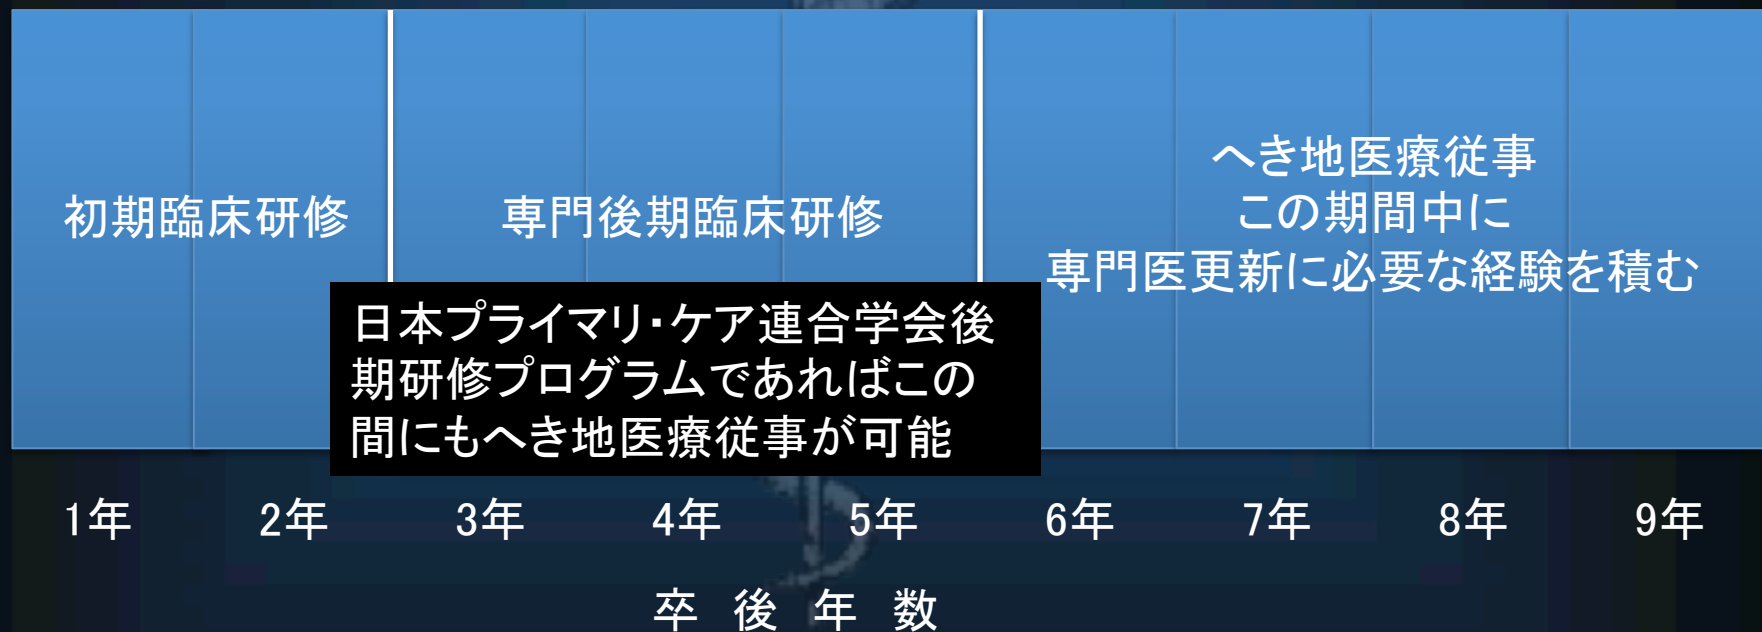 初期臨床研修
専門後期臨床研修
へき地医療従事
この期間中に
専門医更新に必要な経験を積む
日本プライマリ・ケア連合学会後
期研修プログラムであればこの
間にもへき地医療従事が可能
1年 2年 3年 4年 5年 6年 7年 8年 9年
卒 後 年 数